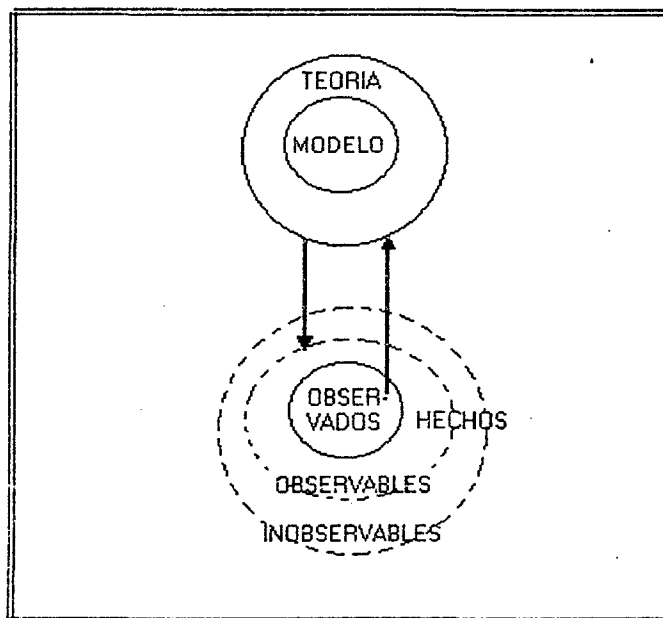 TEORIA
MODELO
OBSER-
VADOS
HECHOS
OBSERVABLES
INOBSERVABLES